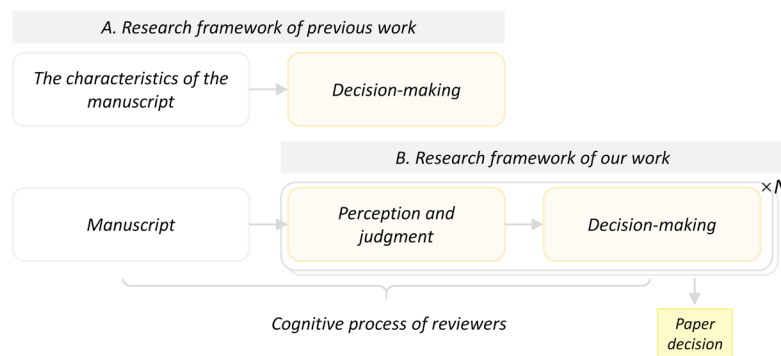 A. Research framework of previous work
The characteristics of the
manuscript
Decision-making
B. Research framework of our work
×N
Manuscript
Perception and
judgment
Decision-making
Cognitive process of reviewers
Paper
decision